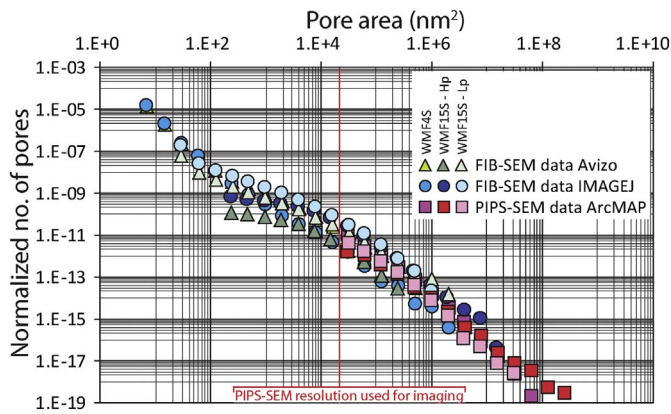 Pore area (nm²)
1.E+0 1.E+2 1.E+4 1.E+6 1.E+8 1.E+10
Normalized no. of pores
1.E-03
1.E-05
1.E-07
1.E-09
1.E-11
1.E-13
1.E-15
1.E-17
1.E-19
WMF4S
WMF15S - Hp
WMF15S - Lp
FIB-SEM data Avizo
FIB-SEM data IMAGEJ
PIPS-SEM data ArcMAP
PIPS-SEM resolution used for imaging